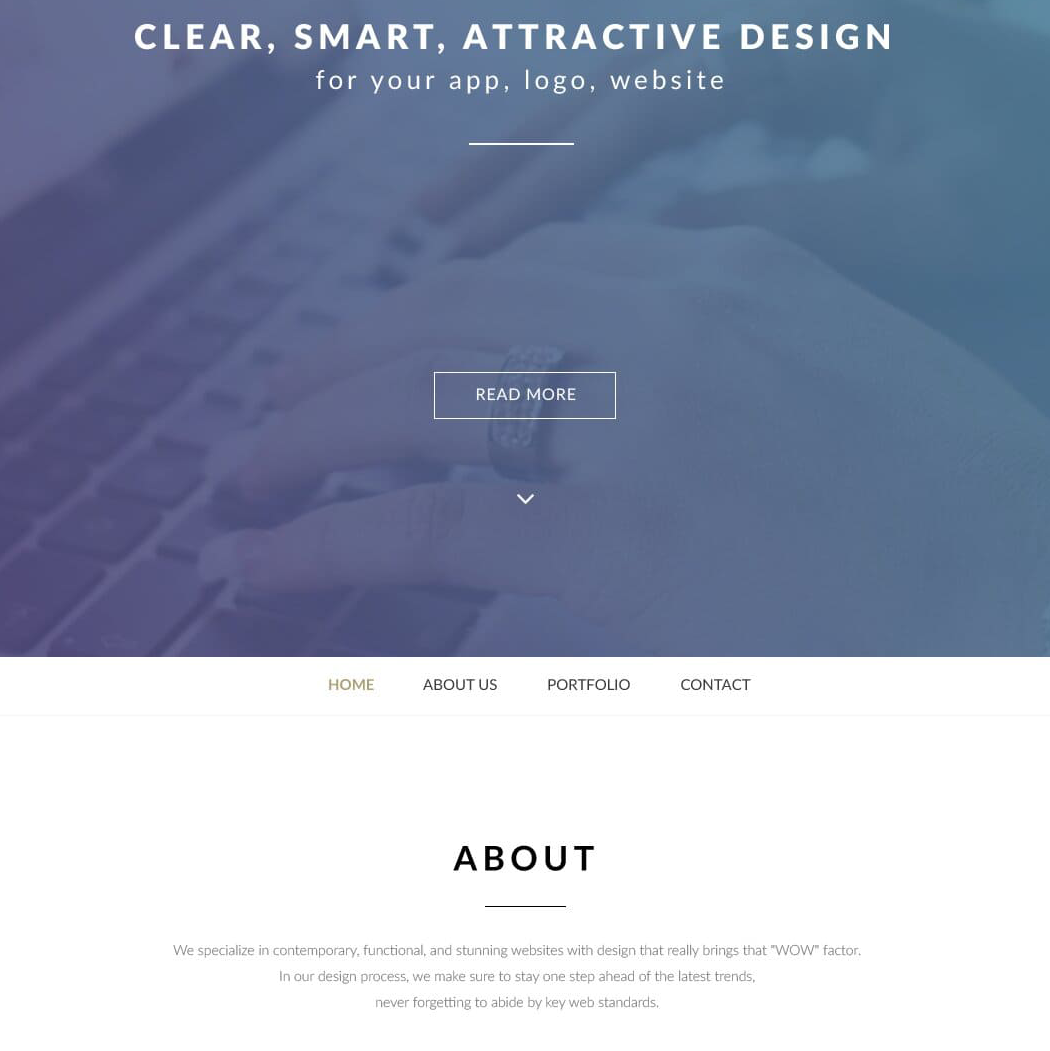 CLEAR, SMART, ATTRACTIVE DESIGN
for your app, logo, website
READ MORE
HOME ABOUT US PORTFOLIO CONTACT
ABOUT
We specialize in contemporary, functional, and stunning websites with design that really brings that "WOW" factor.
In our design process, we make sure to stay one step ahead of the latest trends,
never forgetting to abide by key web standards.